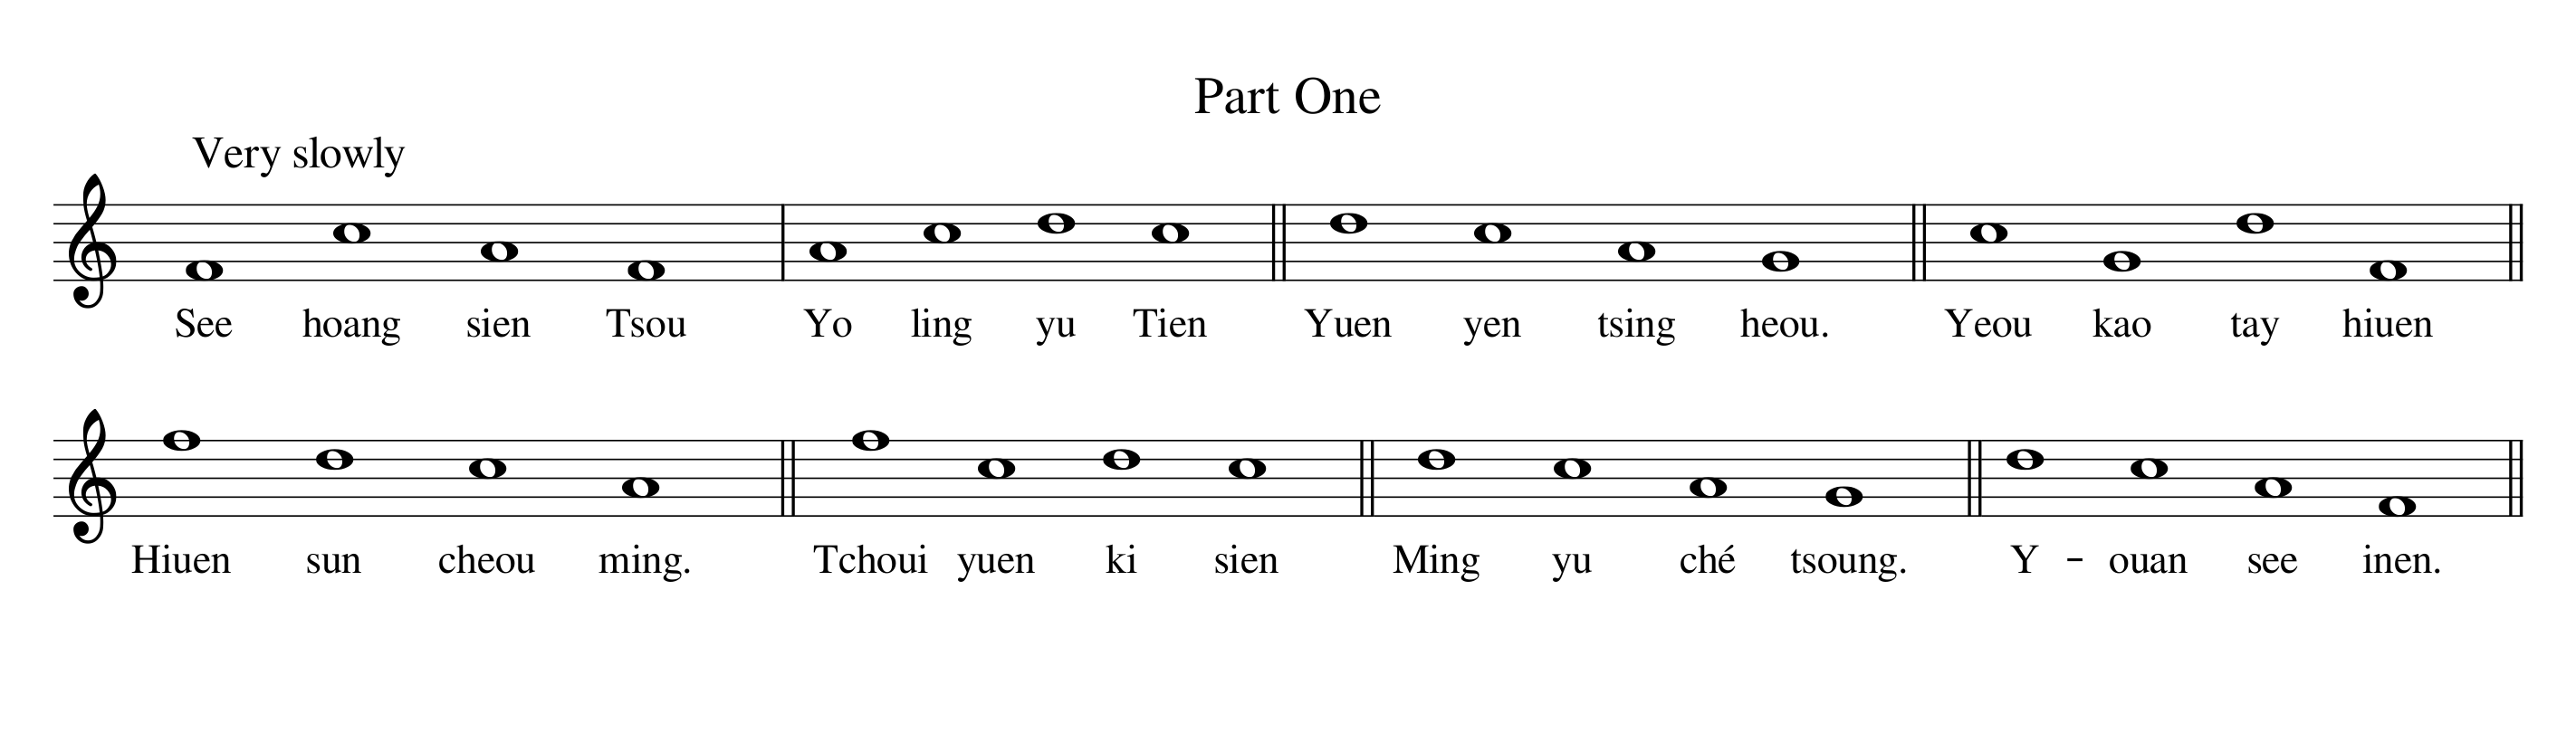 Part One
Very slowly
See hoang sien Tsou Yo ling yu Tien Yuen yen tsing heou. Yeou kao tay hiuen
Hiuen sun cheou ming. Tchoui yuen ki sien Ming yu ché tsoung. Y - ouan see inen.